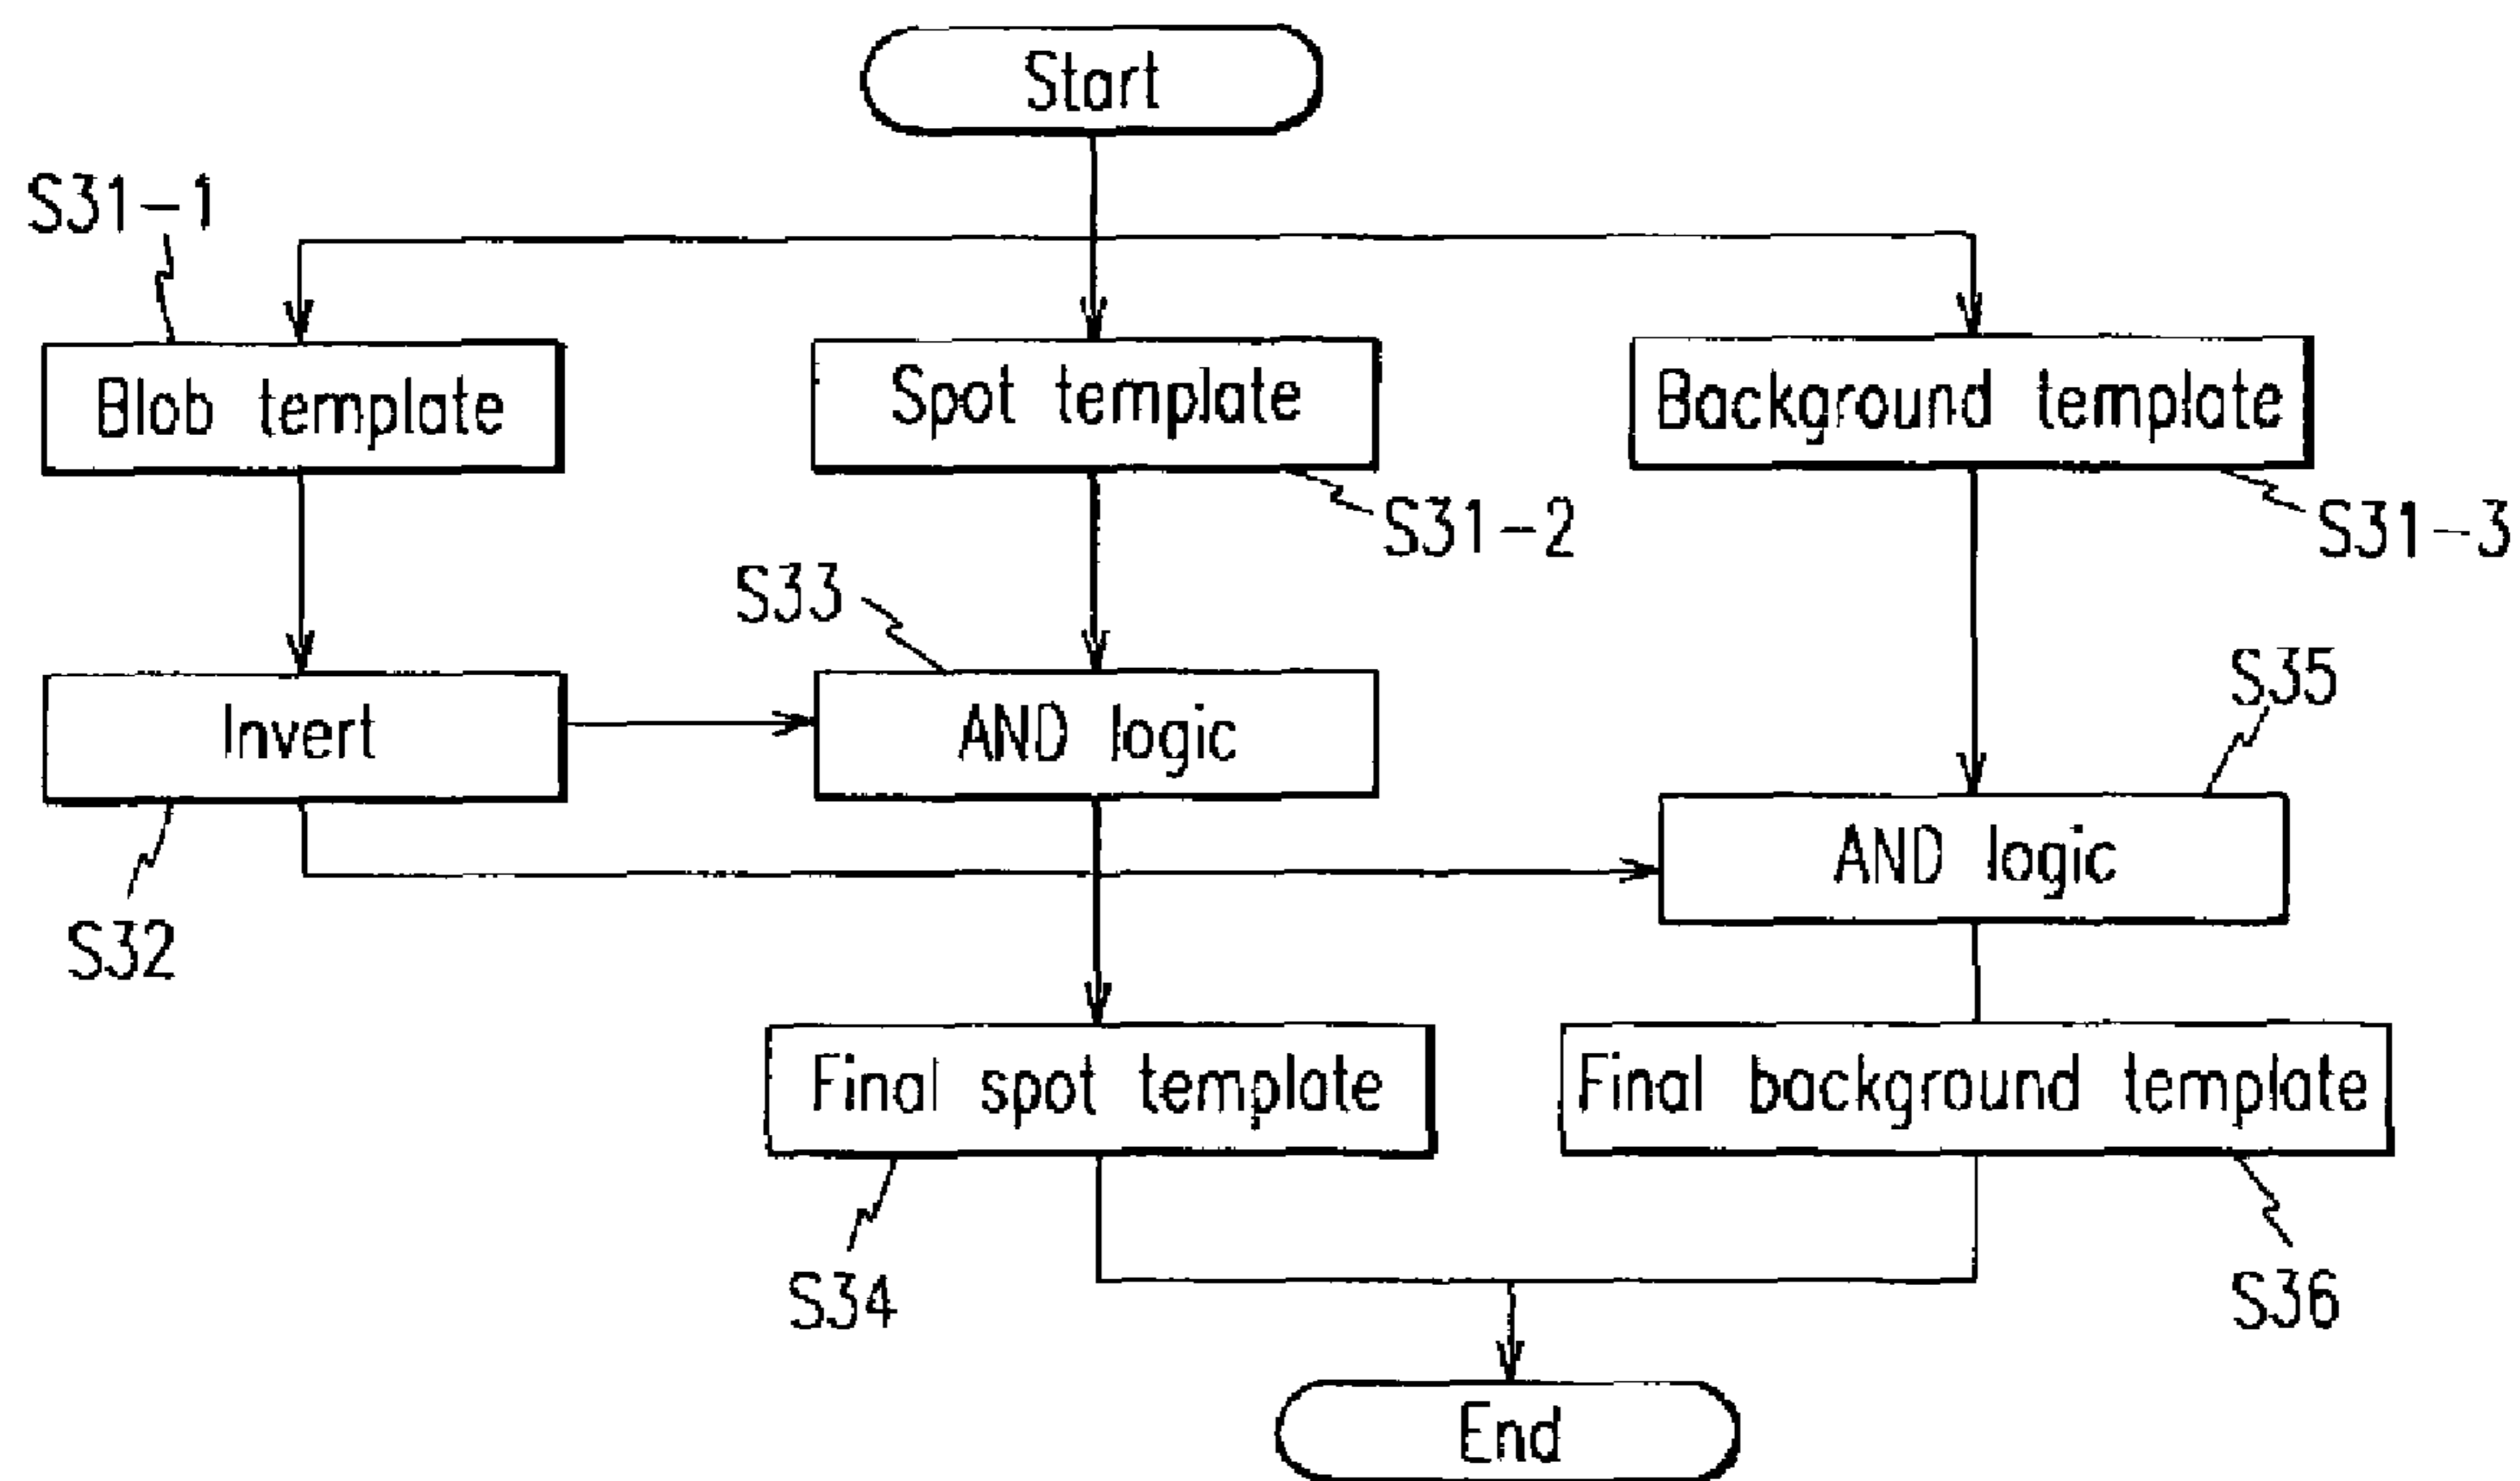 Start
S31-1
Blob template
Spot template
Background template
S31-2
S31-3
S33
S35
Invert
AND logic
AND logic
S32
Final spot template
Final background template
S34
S36
End